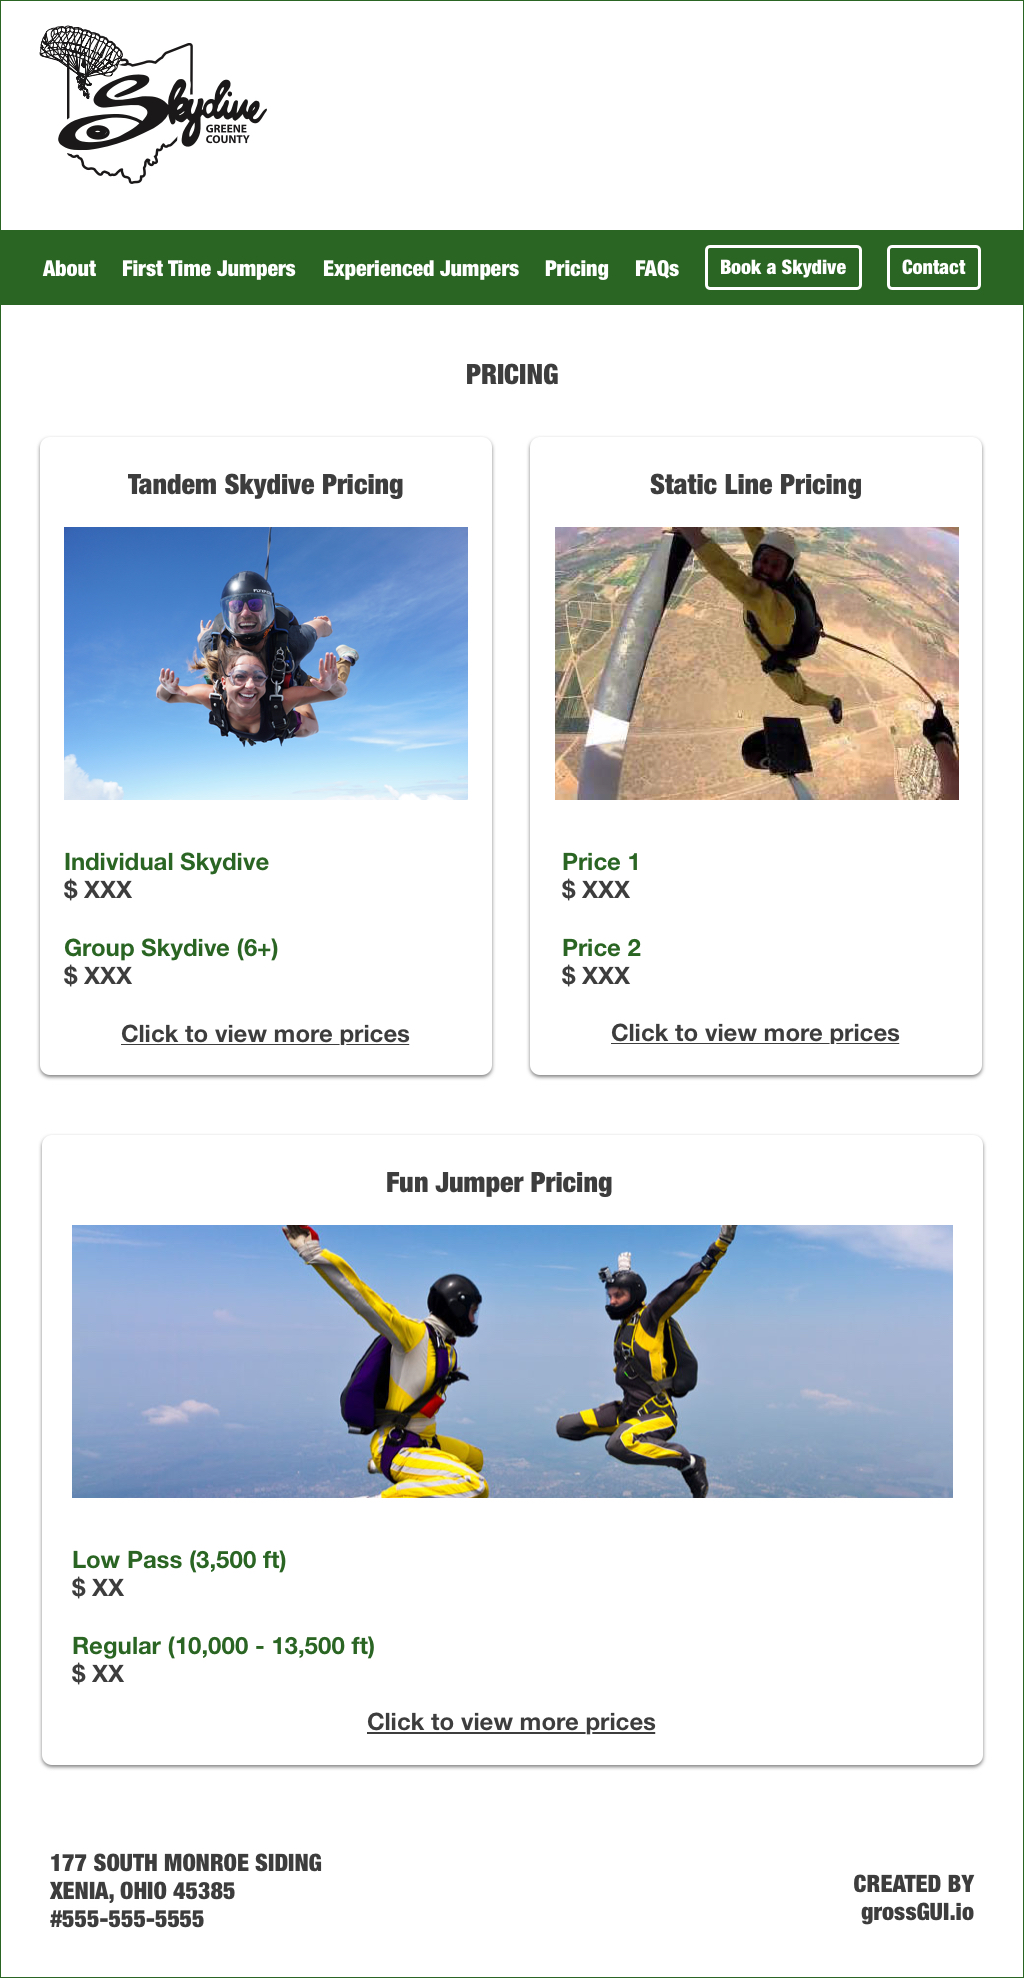 Skydive
GREENE
COUNTY
About First Time Jumpers Experienced Jumpers Pricing FAQs Book a Skydive Contact
PRICING
Tandem Skydive Pricing
Individual Skydive
$ XXX
Group Skydive (6+)
$ XXX
Click to view more prices
Static Line Pricing
Price 1
$ XXX
Price 2
$ XXX
Click to view more prices
Fun Jumper Pricing
Low Pass (3,500 ft)
$ XX
Regular (10,000 - 13,500 ft)
$ XX
Click to view more prices
177 SOUTH MONROE SIDING
XENIA, OHIO 45385
#555-555-5555
CREATED BY
grossGUI.io